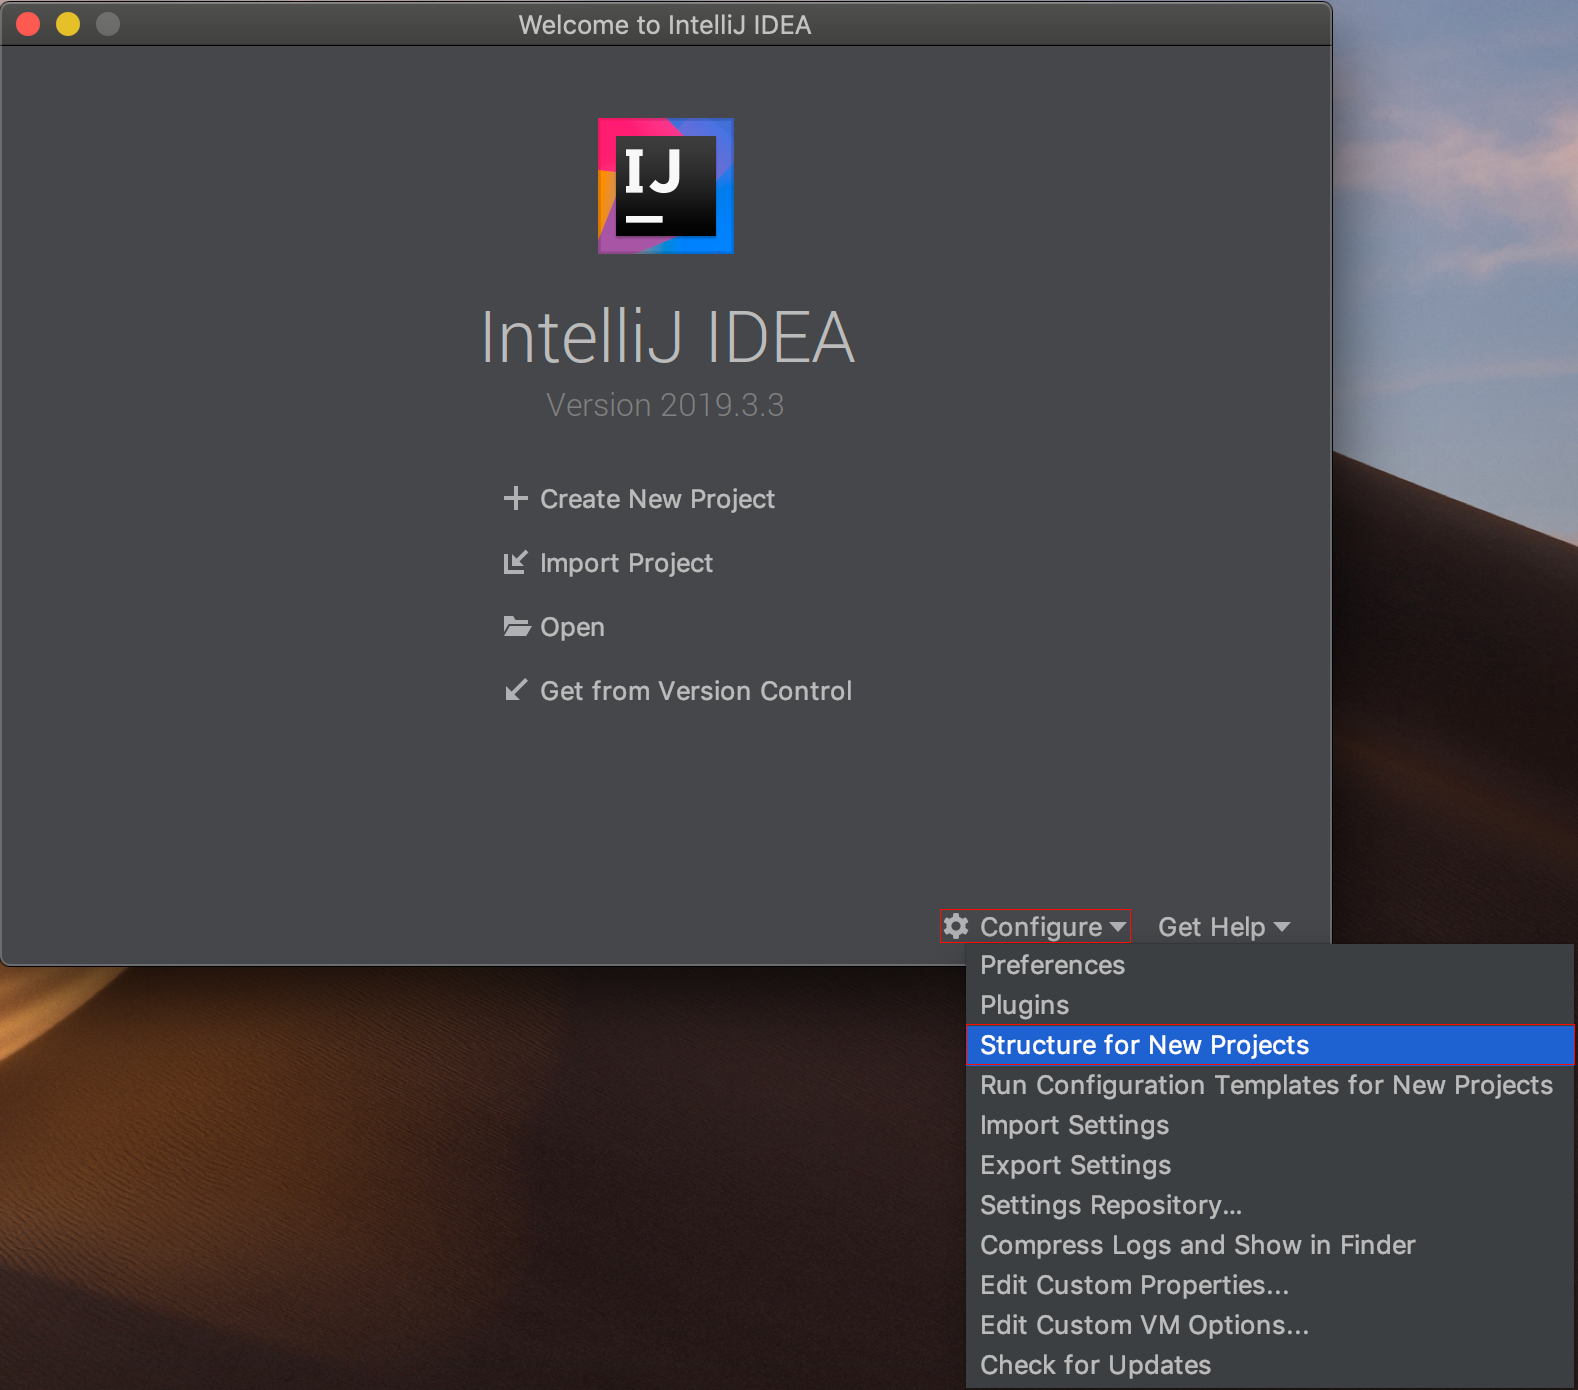 Welcome to IntelliJ IDEA
IJ
IntelliJ IDEA
Version 2019.3.3
Create New Project
Import Project
Open
Get from Version Control
Configure
Get Help
Preferences
Plugins
Structure for New Projects
Run Configuration Templates for New Projects
Import Settings
Export Settings
Settings Repository...
Compress Logs and Show in Finder
Edit Custom Properties...
Edit Custom VM Options...
Check for Updates